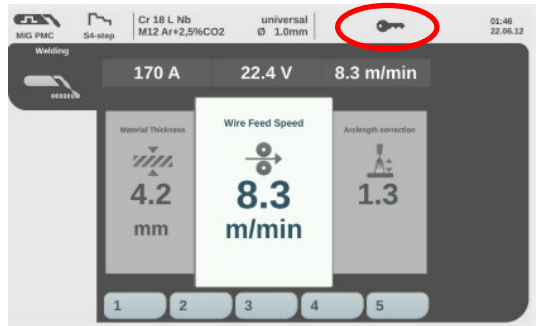 MIG PMC
S4-step
Cr 18 L Nb
M12 Ar+2,5%CO2
universal
Ø 1.0mm
01:46
22.06.12
Welding
170 A
22.4 V
8.3 m/min
Material Thickness
4.2
mm
Wire Feed Speed
8.3
m/min
Arclength correction
1.3
1
2
3
4
5